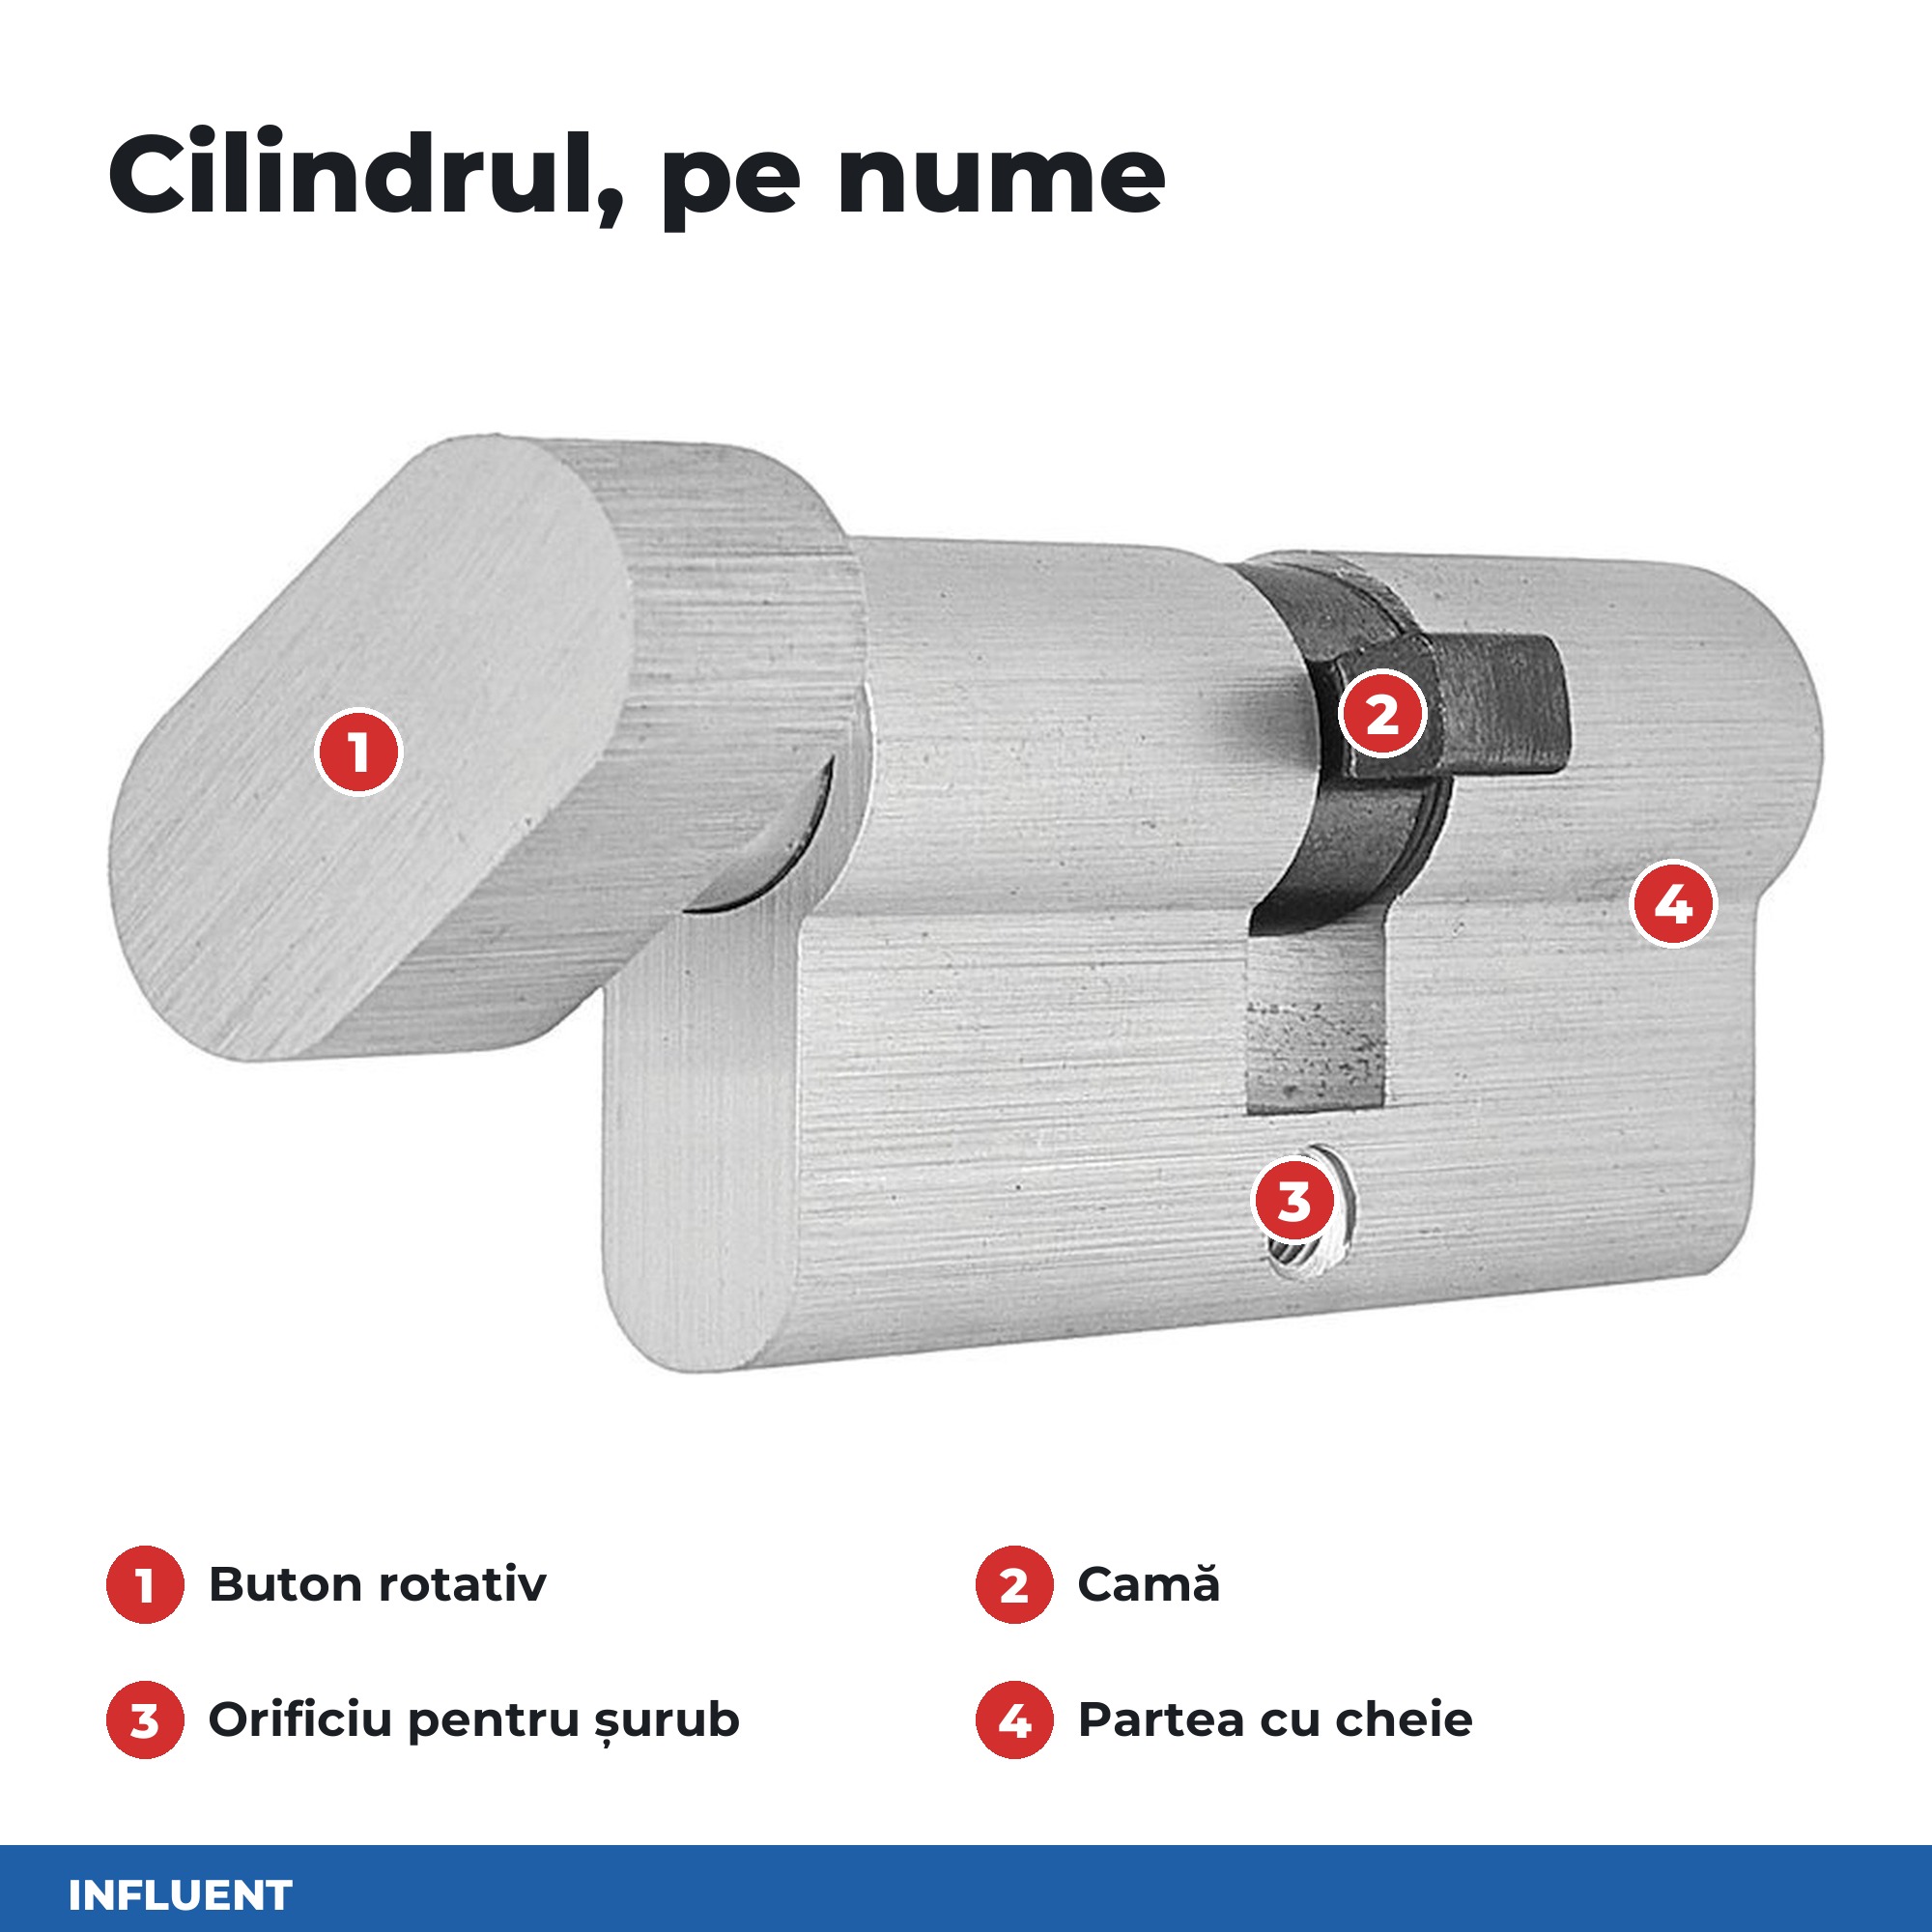 Cilindrul, pe nume
1
2
4
3
1 Buton rotativ
2 Camă
3 Orificiu pentru șurub
4 Partea cu cheie
INFLUENT